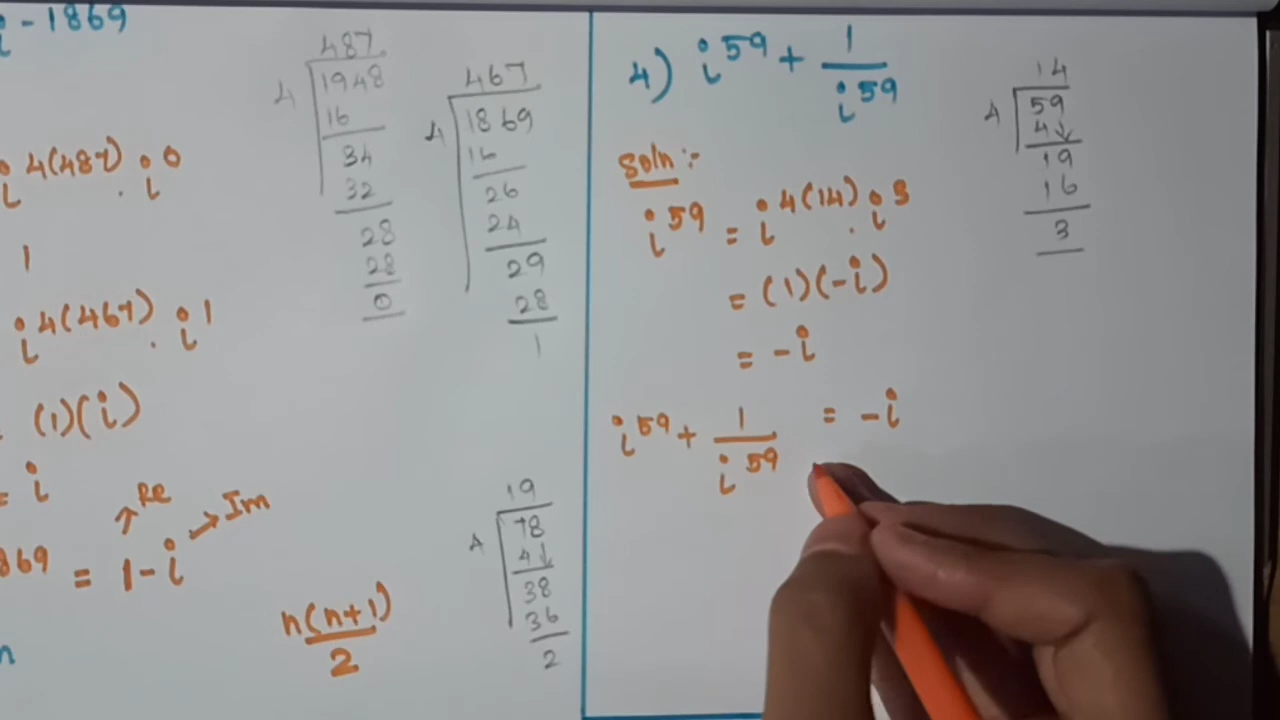 i^-1869
i^4(487) . i^0
1
i^4(467) . i^1
(1)(i)
= i
Re
Im
869 = 1-i
n(n+1)/2
n
487
4 1948
16
34
32
28
28
0
467
4 1869
16
26
24
29
28
1
19
4 78
4↓
38
36
2
4) i^59 + 1/i^59
Soln :-
i^59 = i^4(14) . i^3
= (1)(-i)
= -i
i^59 + 1/i^59 = -i
14
4 59
4↓
19
16
3